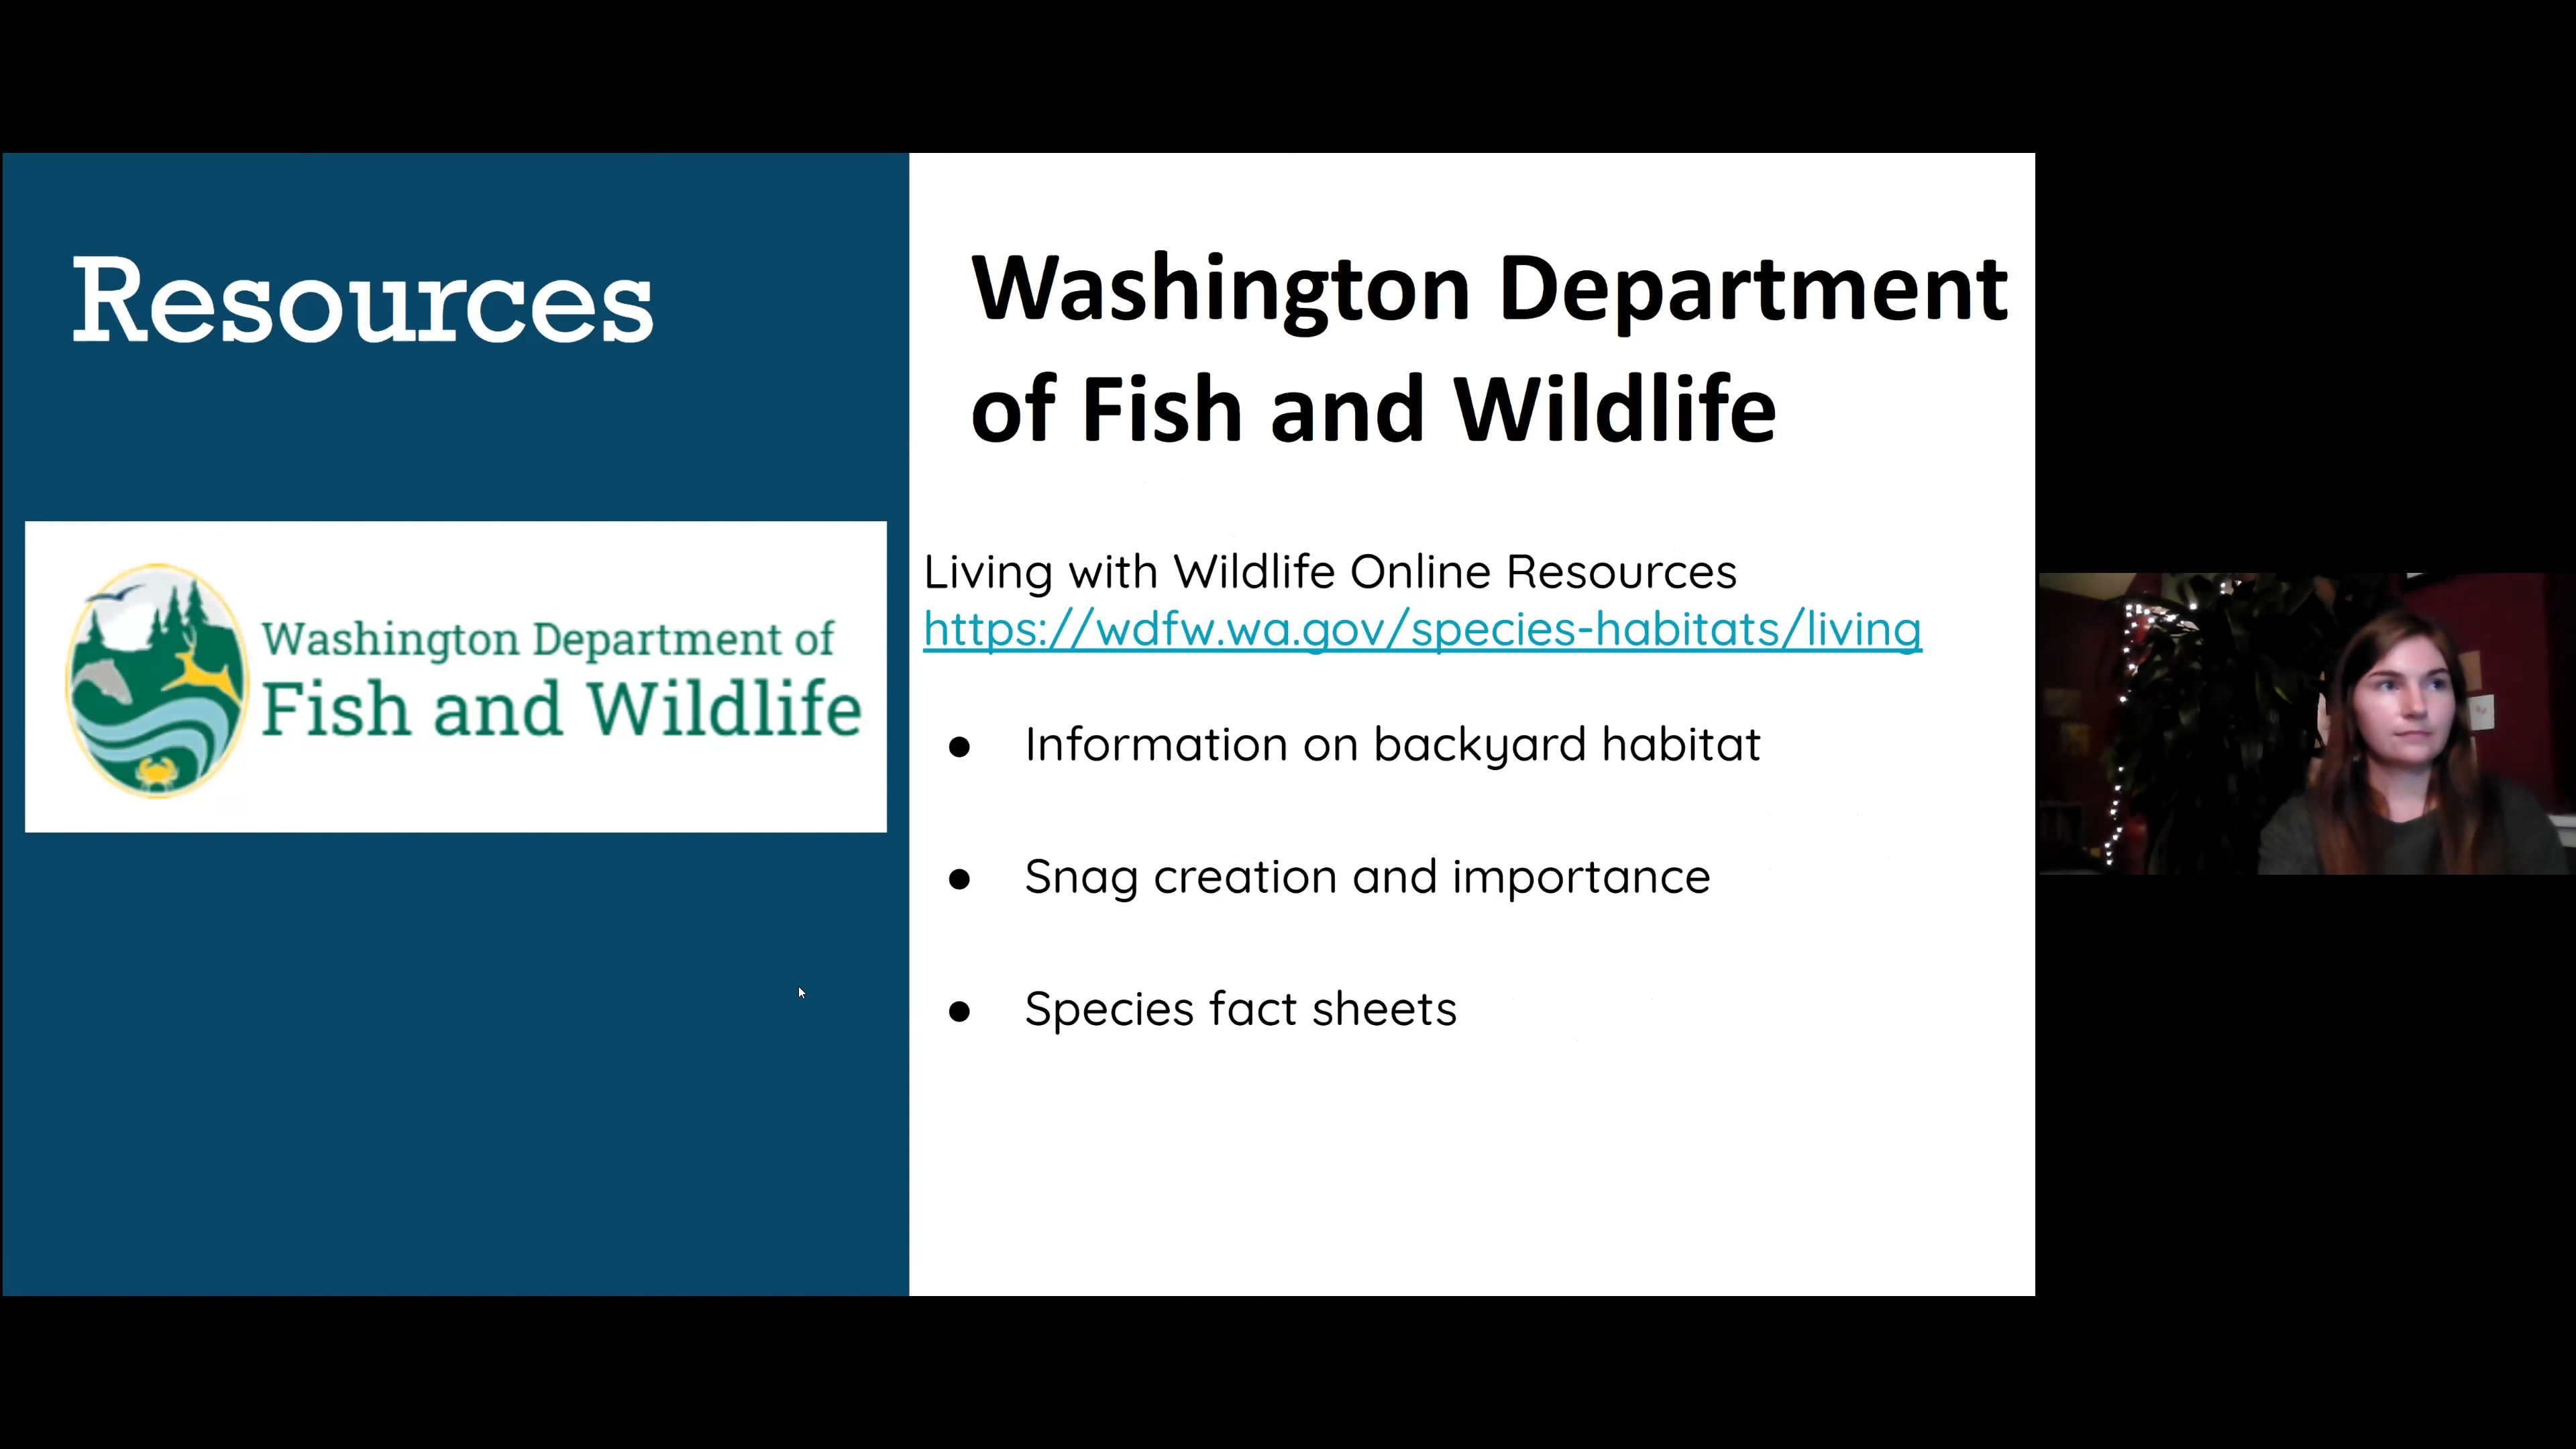 Resources
Washington Department of
Fish and Wildlife
Washington Department
of Fish and Wildlife
Living with Wildlife Online Resources
https://wdfw.wa.gov/species-habitats/living
● Information on backyard habitat
● Snag creation and importance
● Species fact sheets